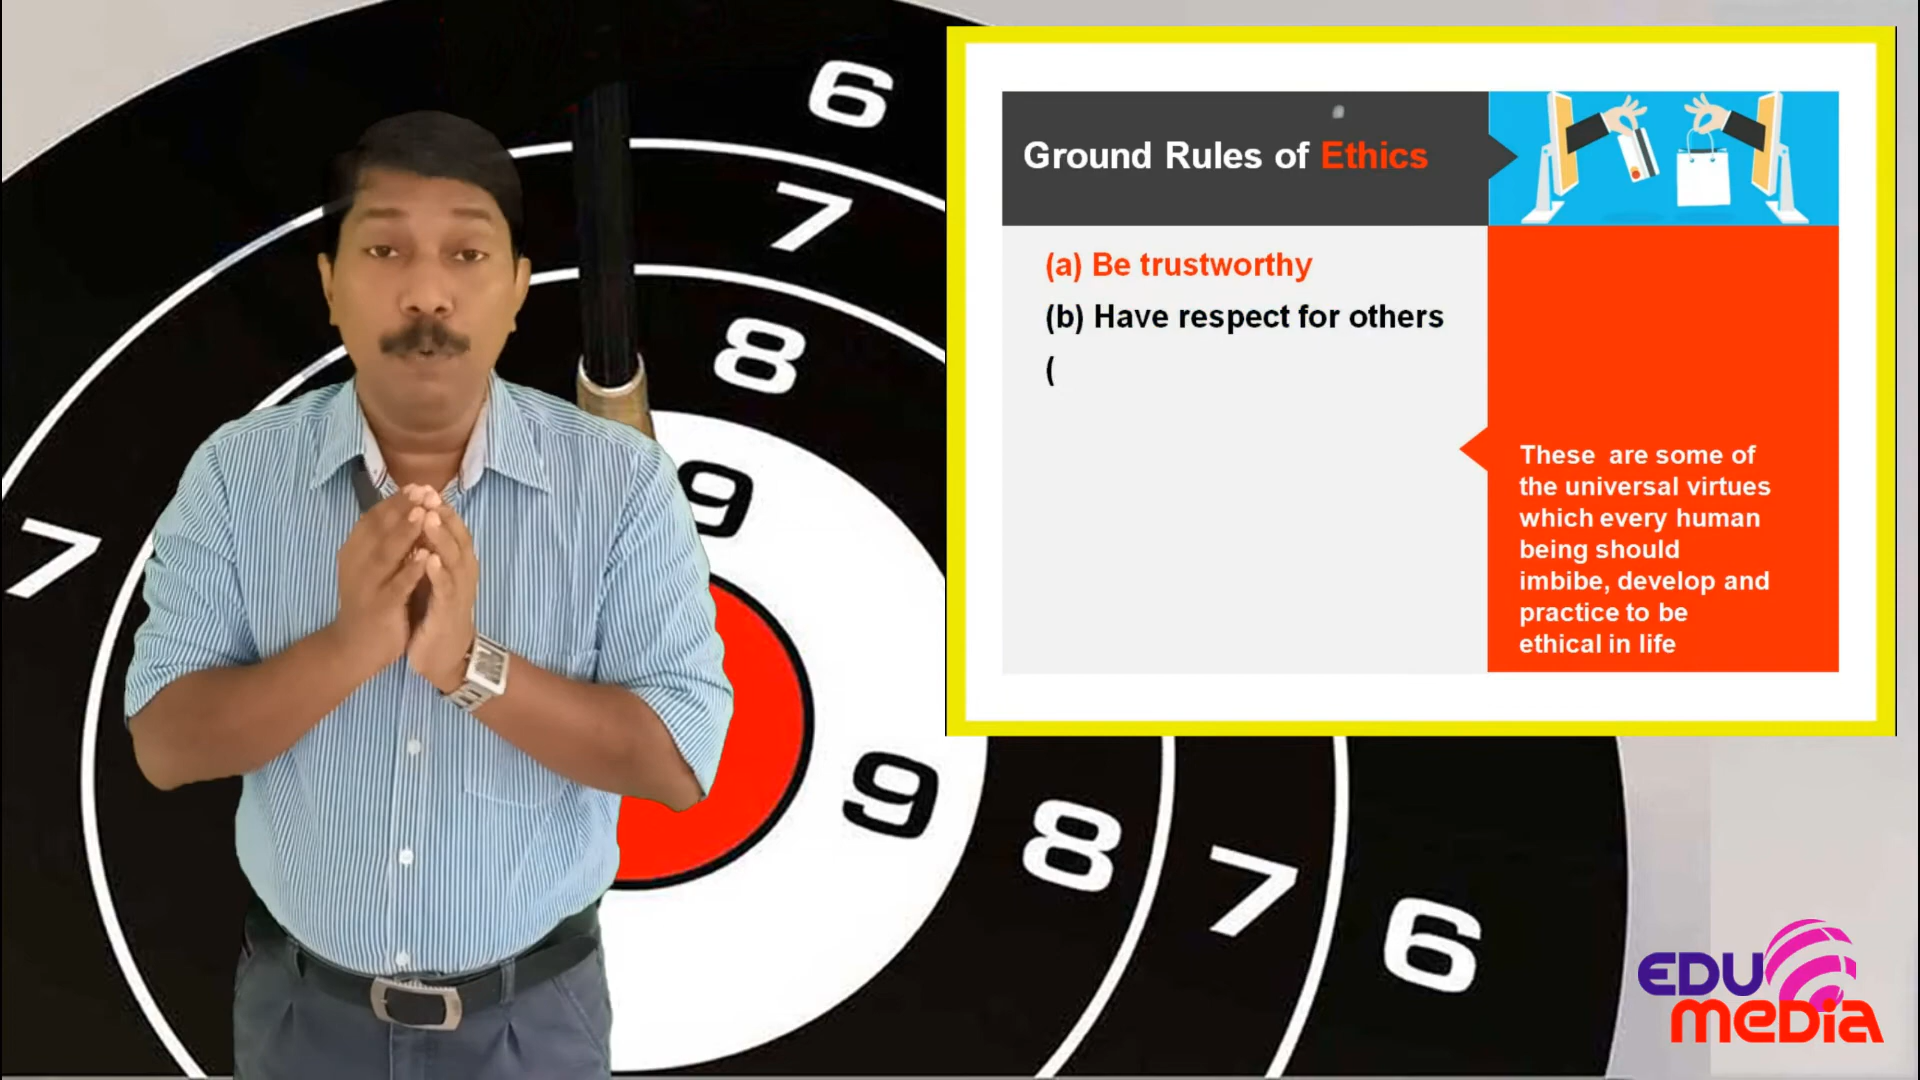 6
7
8
9
7
9
8
7
6
Ground Rules of Ethics
(a) Be trustworthy
(b) Have respect for others
(
These are some of
the universal virtues
which every human
being should
imbibe, develop and
practice to be
ethical in life
EDU
meDia